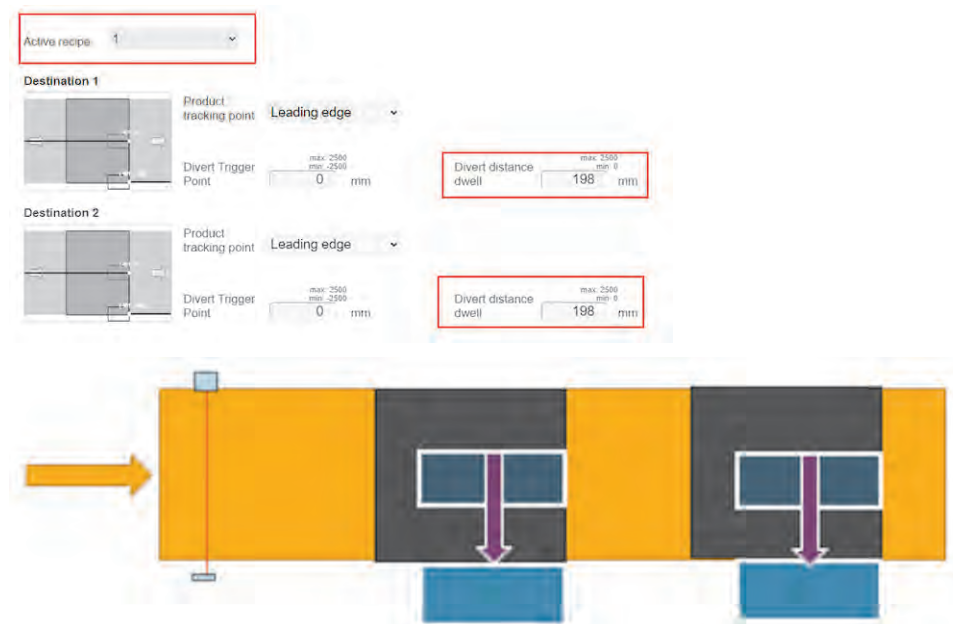 Active recipe 1
Destination 1
Product
tracking point Leading edge
Divert Trigger
Point
max: 2500
min: -2500
0 mm
Divert distance
dwell
max: 2500
min: 0
198 mm
Destination 2
Product
tracking point Leading edge
Divert Trigger
Point
max: 2500
min: -2500
0 mm
Divert distance
dwell
max: 2500
min: 0
198 mm